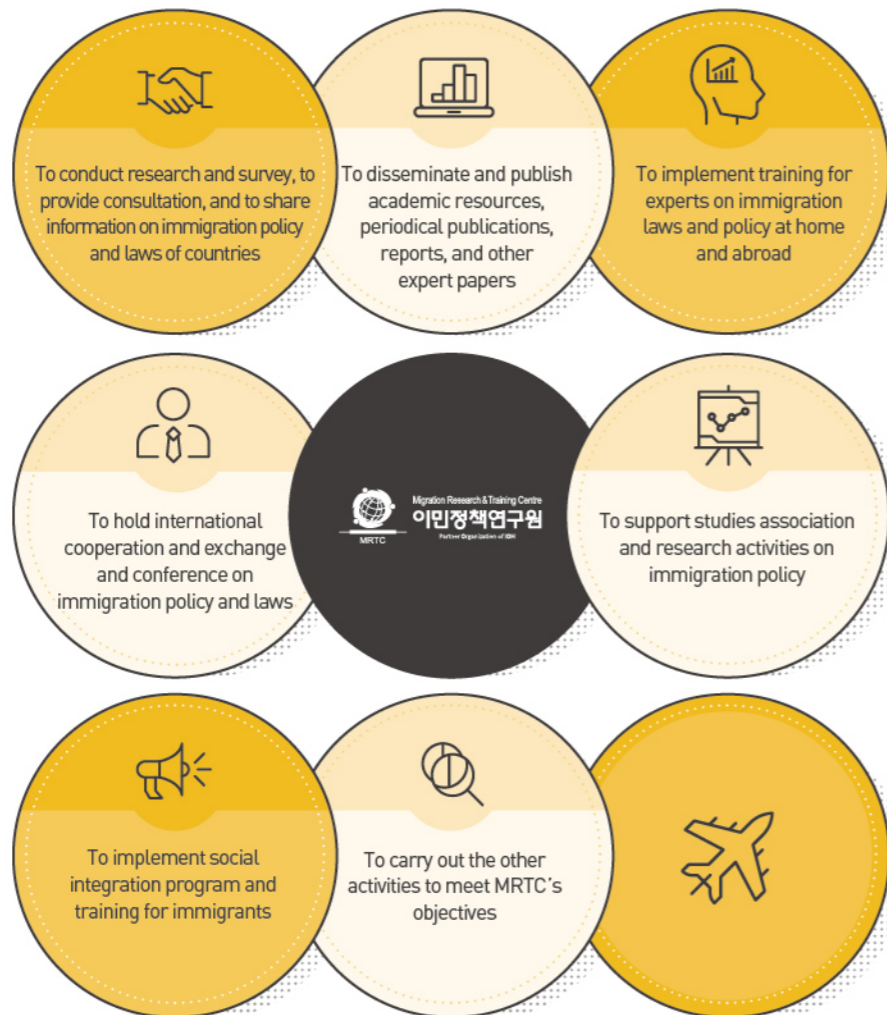 To conduct research and survey, to
provide consultation, and to share
information on immigration policy
and laws of countries
To disseminate and publish
academic resources,
periodical publications,
reports, and other
expert papers
To implement training for
experts on immigration
laws and policy at home
and abroad
To hold international
cooperation and exchange
and conference on
immigration policy and laws
MRTC
Migration Research & Training Centre
이민정책연구원
Partner Organization of IOM
To support studies association
and research activities on
immigration policy
To implement social
integration program and
training for immigrants
To carry out the other
activities to meet MRTC's
objectives